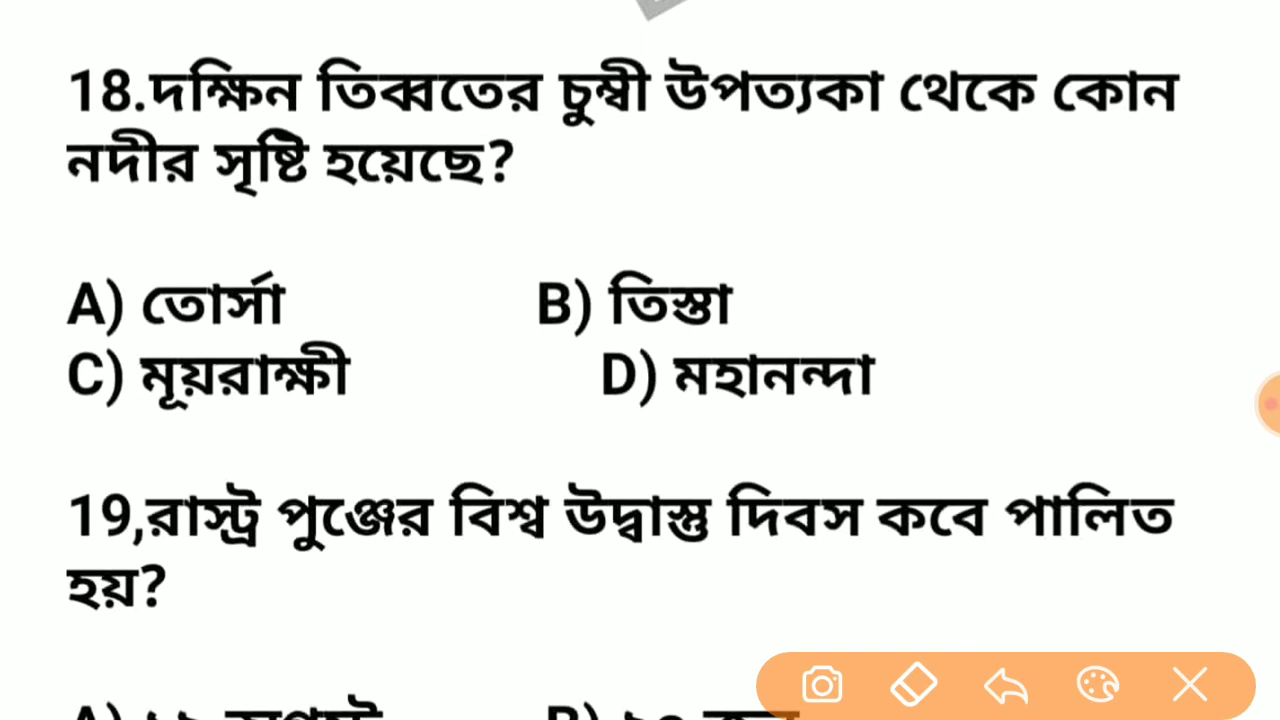 18.দক্ষিন তিব্বতের চুম্বী উপত্যকা থেকে কোন
নদীর সৃষ্টি হয়েছে?
A) তোর্সা B) তিস্তা
C) মূয়রাক্ষী D) মহানন্দা
19,রাস্ট্র পুঞ্জের বিশ্ব উদ্বাস্তু দিবস কবে পালিত
হয়?
A) B)